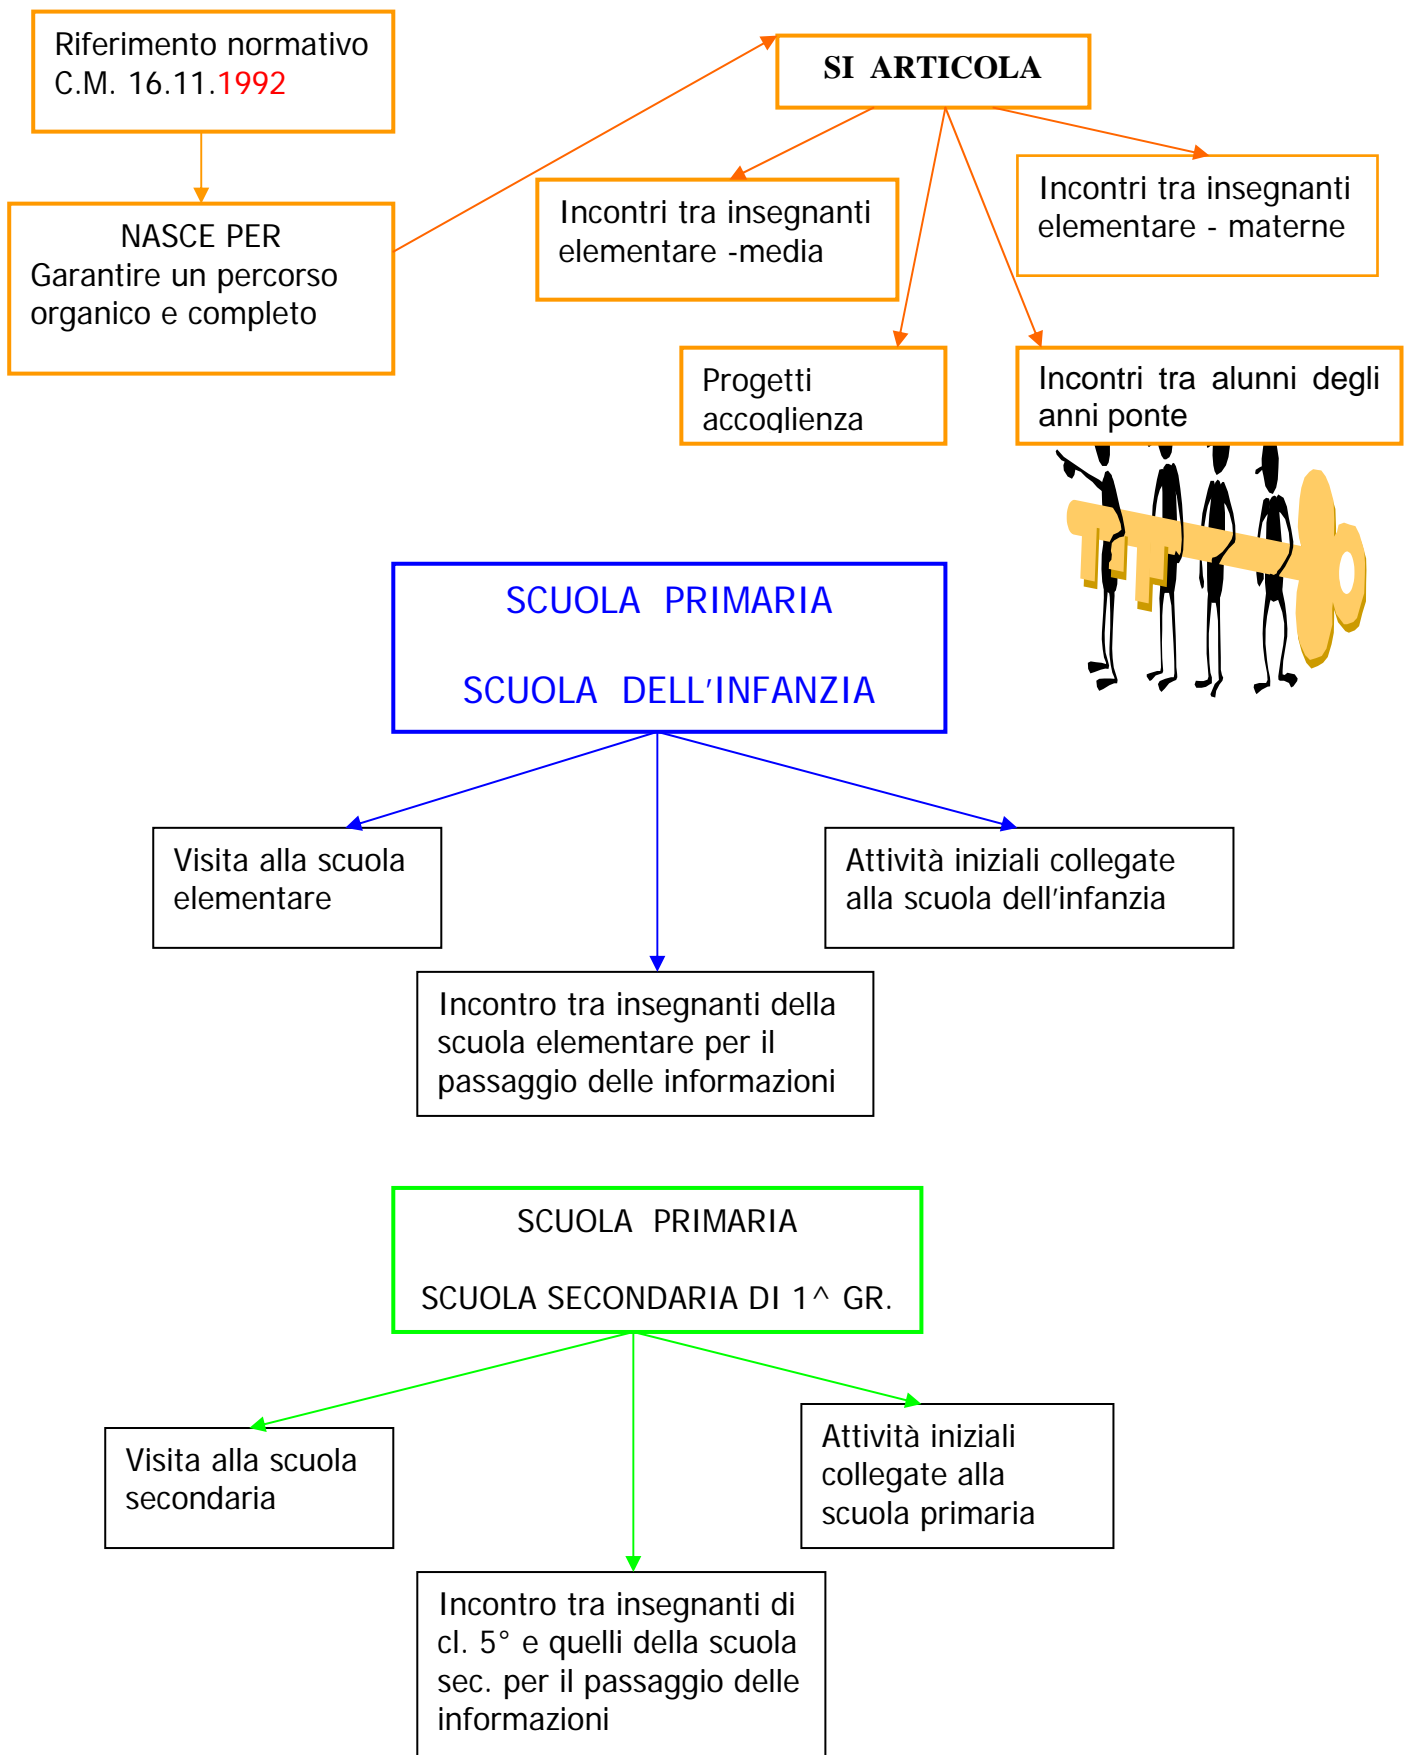 Riferimento normativo
C.M. 16.11.1992
NASCE PER
Garantire un percorso
organico e completo
SI ARTICOLA
Incontri tra insegnanti
elementare -media
Incontri tra insegnanti
elementare - materne
Progetti
accoglienza
Incontri tra alunni degli
anni ponte
SCUOLA PRIMARIA
SCUOLA DELL'INFANZIA
Visita alla scuola
elementare
Attività iniziali collegate
alla scuola dell'infanzia
Incontro tra insegnanti della
scuola elementare per il
passaggio delle informazioni
SCUOLA PRIMARIA
SCUOLA SECONDARIA DI 1^ GR.
Visita alla scuola
secondaria
Attività iniziali
collegate alla
scuola primaria
Incontro tra insegnanti di
cl. 5° e quelli della scuola
sec. per il passaggio delle
informazioni